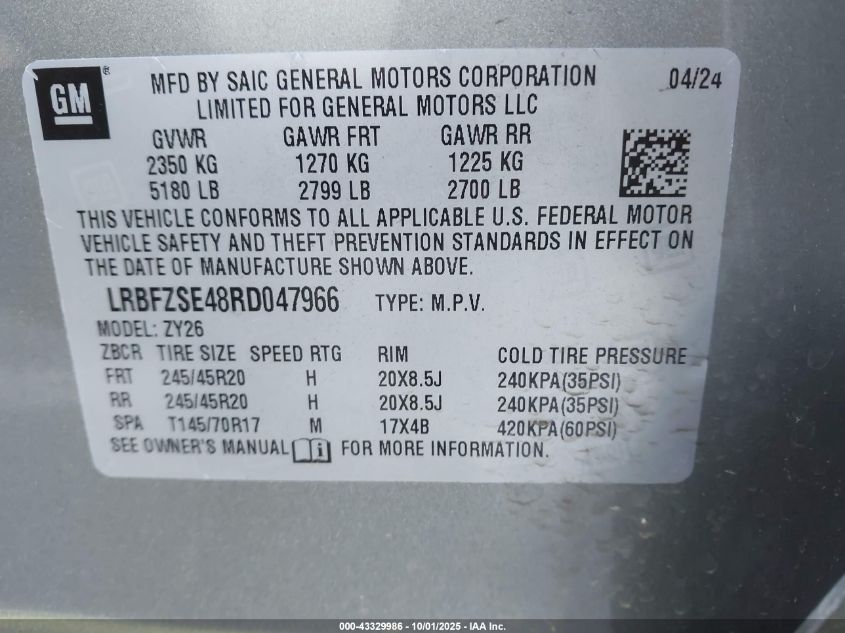 GM ®
MFD BY SAIC GENERAL MOTORS CORPORATION 04/24
LIMITED FOR GENERAL MOTORS LLC
GVWR GAWR FRT GAWR RR
2350 KG 1270 KG 1225 KG
5180 LB 2799 LB 2700 LB
THIS VEHICLE CONFORMS TO ALL APPLICABLE U.S. FEDERAL MOTOR
VEHICLE SAFETY AND THEFT PREVENTION STANDARDS IN EFFECT ON
THE DATE OF MANUFACTURE SHOWN ABOVE.
LRBFZSE48RD047966 TYPE: M.P.V.
MODEL: ZY26
ZBCR TIRE SIZE SPEED RTG RIM COLD TIRE PRESSURE
FRT 245/45R20 H 20X8.5J 240KPA(35PSI)
RR 245/45R20 H 20X8.5J 240KPA(35PSI)
SPA T145/70R17 M 17X4B 420KPA(60PSI)
SEE OWNER'S MANUAL i FOR MORE INFORMATION.
000-43329986 - 10/01/2025 - IAA Inc.